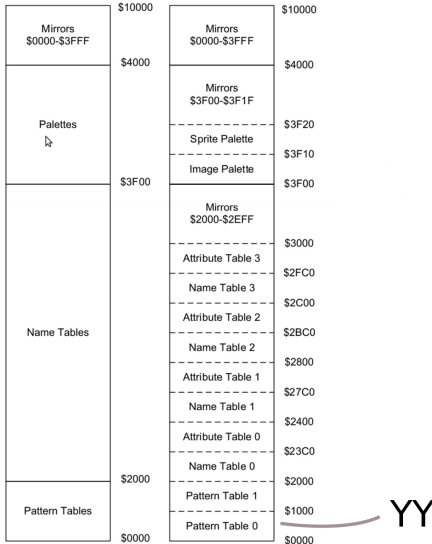 $10000
Mirrors
$0000-$3FFF
$4000
Palettes
$3F00
Name Tables
$2000
Pattern Tables
$0000
$10000
Mirrors
$0000-$3FFF
$4000
Mirrors
$3F00-$3F1F
$3F20
Sprite Palette
$3F10
Image Palette
$3F00
Mirrors
$2000-$2EFF
$3000
Attribute Table 3
$2FC0
Name Table 3
$2C00
Attribute Table 2
$2BC0
Name Table 2
$2800
Attribute Table 1
$27C0
Name Table 1
$2400
Attribute Table 0
$23C0
Name Table 0
$2000
Pattern Table 1
$1000
Pattern Table 0
$0000
YY